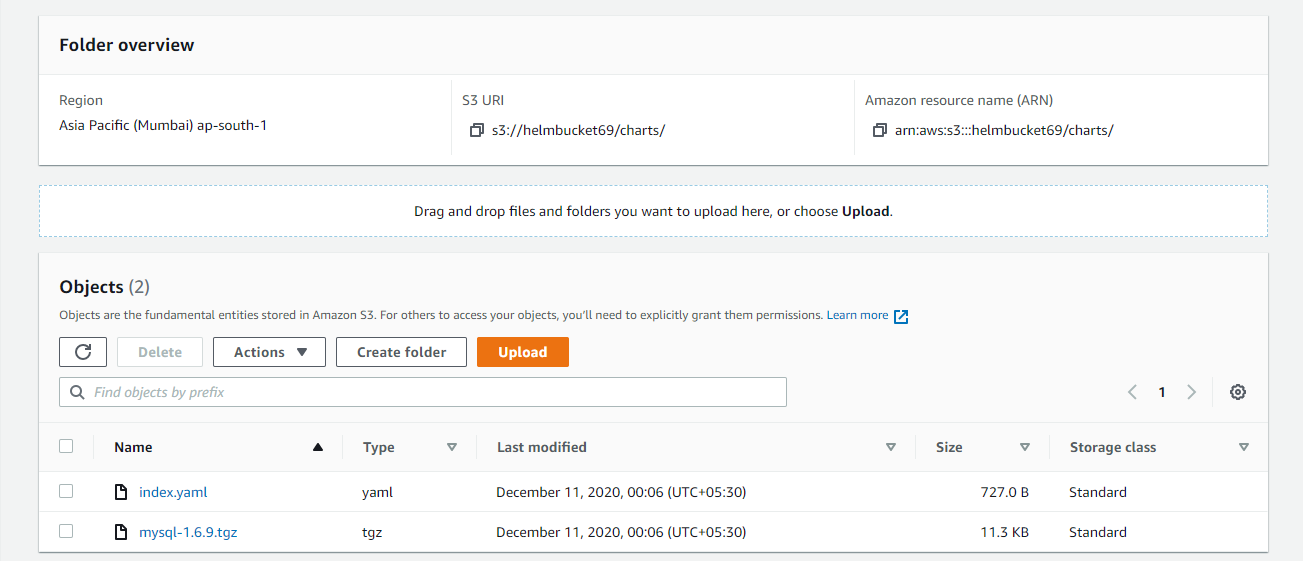 Folder overview
Region
Asia Pacific (Mumbai) ap-south-1
S3 URI
s3://helmbucket69/charts/
Amazon resource name (ARN)
arn:aws:s3:::helmbucket69/charts/
Drag and drop files and folders you want to upload here, or choose Upload.
Objects (2)
Objects are the fundamental entities stored in Amazon S3. For others to access your objects, you'll need to explicitly grant them permissions. Learn more
Delete Actions Create folder Upload
Find objects by prefix 1
Name Type Last modified Size Storage class
index.yaml yaml December 11, 2020, 00:06 (UTC+05:30) 727.0 B Standard
mysql-1.6.9.tgz tgz December 11, 2020, 00:06 (UTC+05:30) 11.3 KB Standard